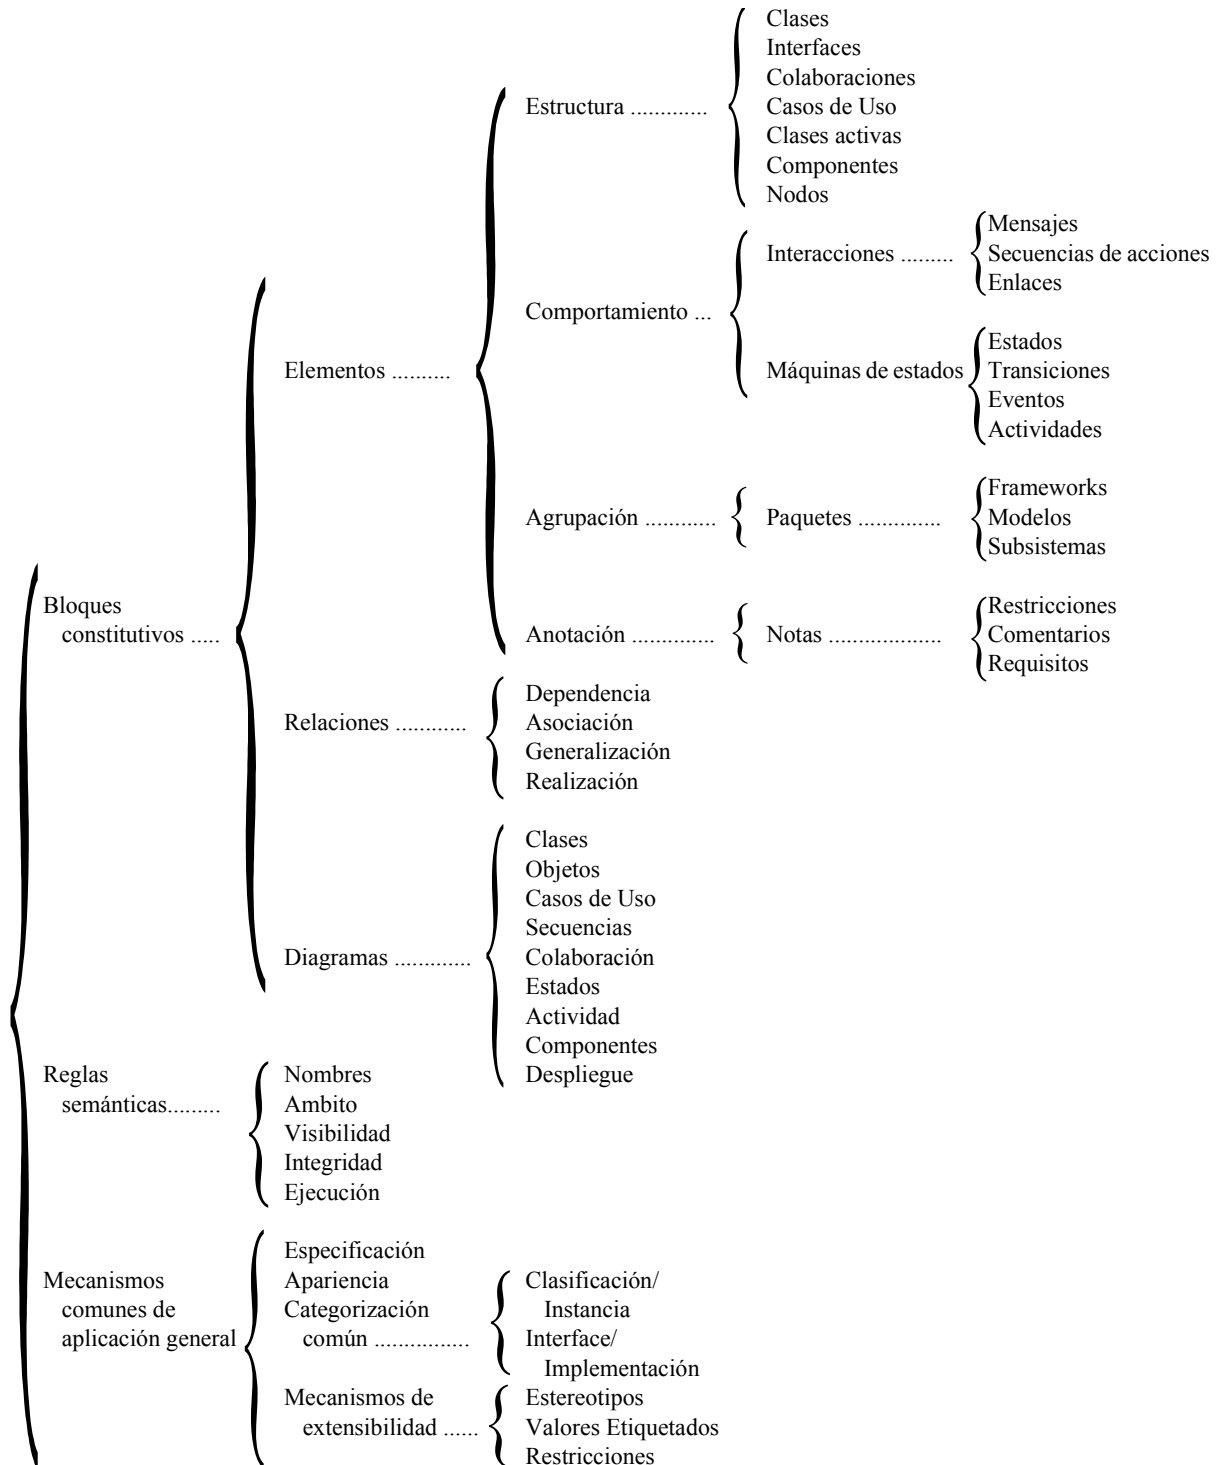 Clases
Interfaces
Colaboraciones
Estructura .............
Casos de Uso
Clases activas
Componentes
Nodos
Mensajes
Interacciones .........
Secuencias de acciones
Enlaces
Comportamiento ...
Estados
Elementos ..........
Máquinas de estados
Transiciones
Eventos
Actividades
Frameworks
Agrupación ............
Paquetes ..............
Modelos
Subsistemas
Bloques
constitutivos .....
Restricciones
Anotación ..............
Notas ...................
Comentarios
Requisitos
Dependencia
Relaciones ............
Asociación
Generalización
Realización
Clases
Objetos
Casos de Uso
Secuencias
Diagramas .............
Colaboración
Estados
Actividad
Componentes
Despliegue
Reglas
semánticas.........
Nombres
Ambito
Visibilidad
Integridad
Ejecución
Mecanismos
comunes de
aplicación general
Especificación
Apariencia
Categorización
común ................
Clasificación/
Instancia
Interface/
Implementación
Mecanismos de
extensibilidad ......
Estereotipos
Valores Etiquetados
Restricciones